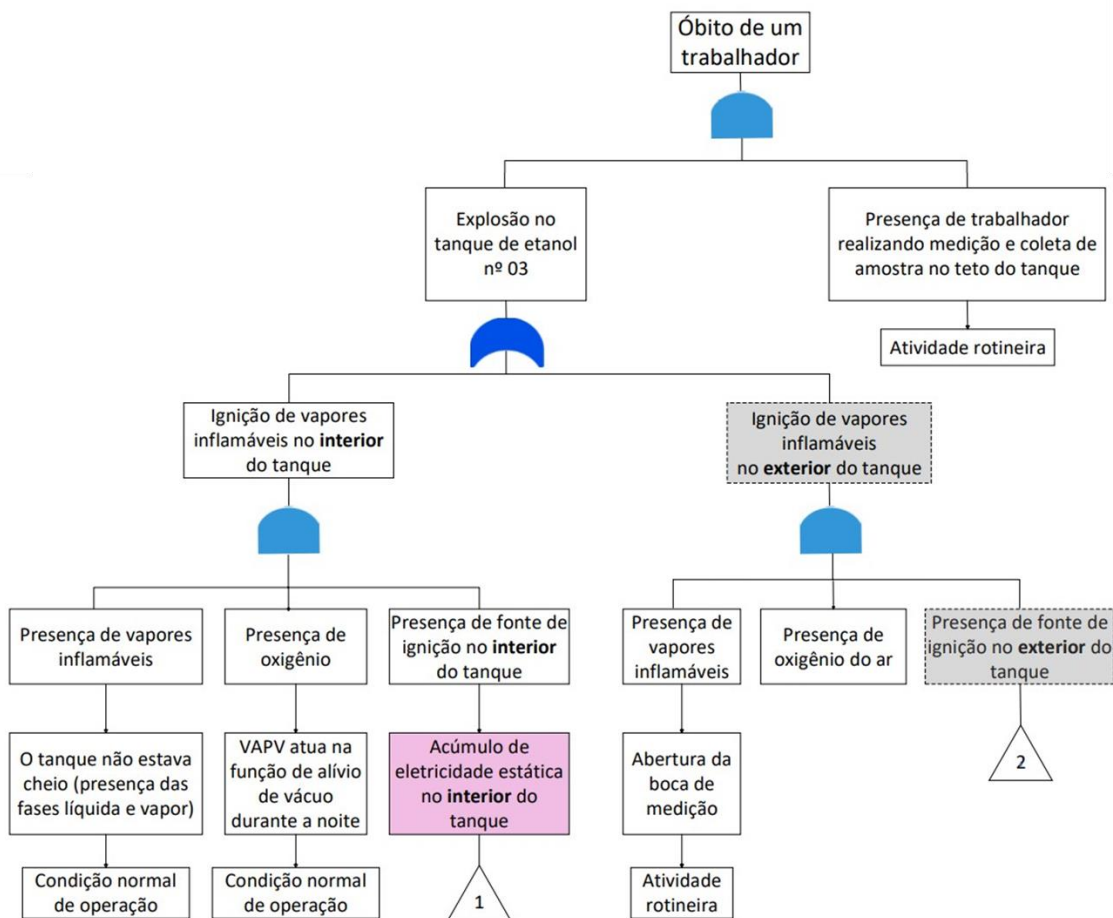 Óbito de um
trabalhador
Explosão no
tanque de etanol
nº 03
Presença de trabalhador
realizando medição e coleta de
amostra no teto do tanque
Atividade rotineira
Ignição de vapores
inflamáveis no interior
do tanque
Ignição de vapores
inflamáveis
no exterior do tanque
Presença de vapores
inflamáveis
Presença de
oxigênio
Presença de fonte de
ignição no interior
do tanque
Presença de
vapores
inflamáveis
Presença de
oxigênio do ar
Presença de fonte de
ignição no exterior do
tanque
O tanque não estava
cheio (presença das
fases líquida e vapor)
VAPV atua na
função de alívio
de vácuo
durante a noite
Acúmulo de
eletricidade estática
no interior do
tanque
Abertura da
boca de
medição
2
Condição normal
de operação
Condição normal
de operação
1
Atividade
rotineira